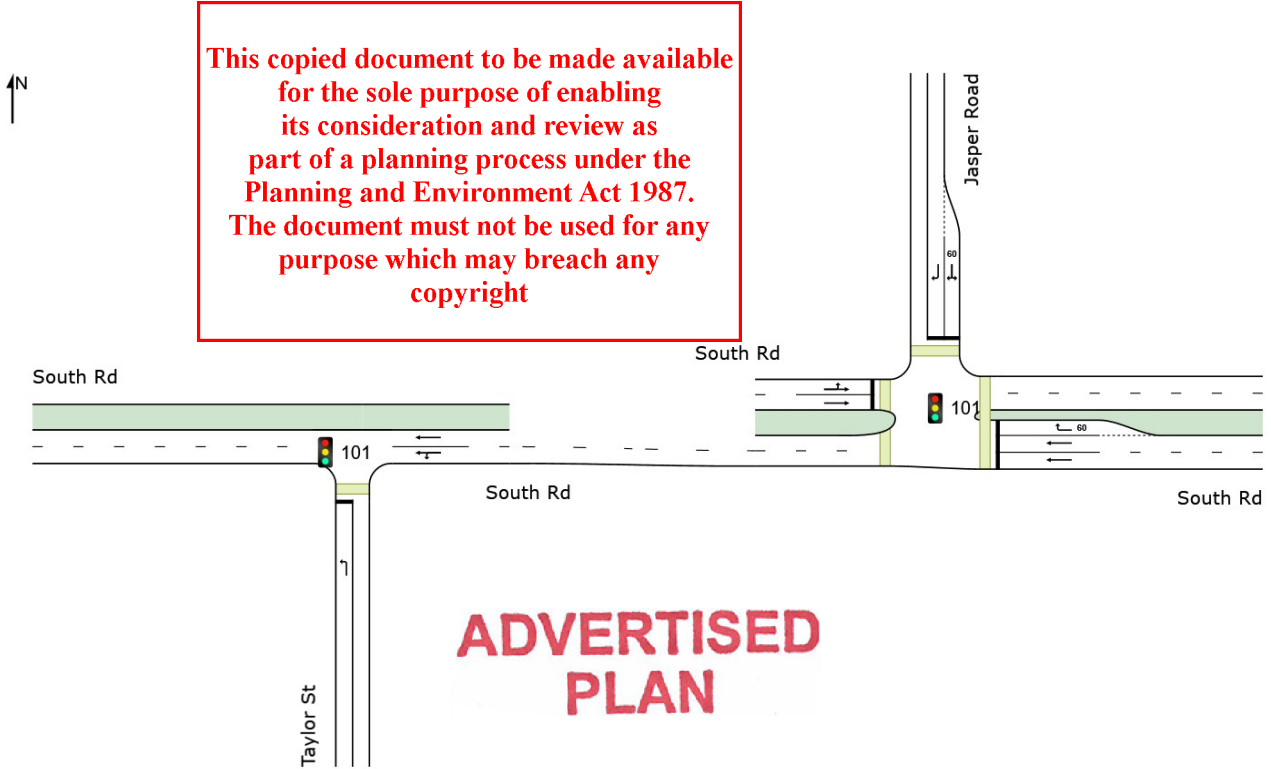 This copied document to be made available
for the sole purpose of enabling
its consideration and review as
part of a planning process under the
Planning and Environment Act 1987.
The document must not be used for any
purpose which may breach any
copyright
N
Jasper Road
60
South Rd
South Rd
101
60
101
South Rd
South Rd
Taylor St
ADVERTISED
PLAN